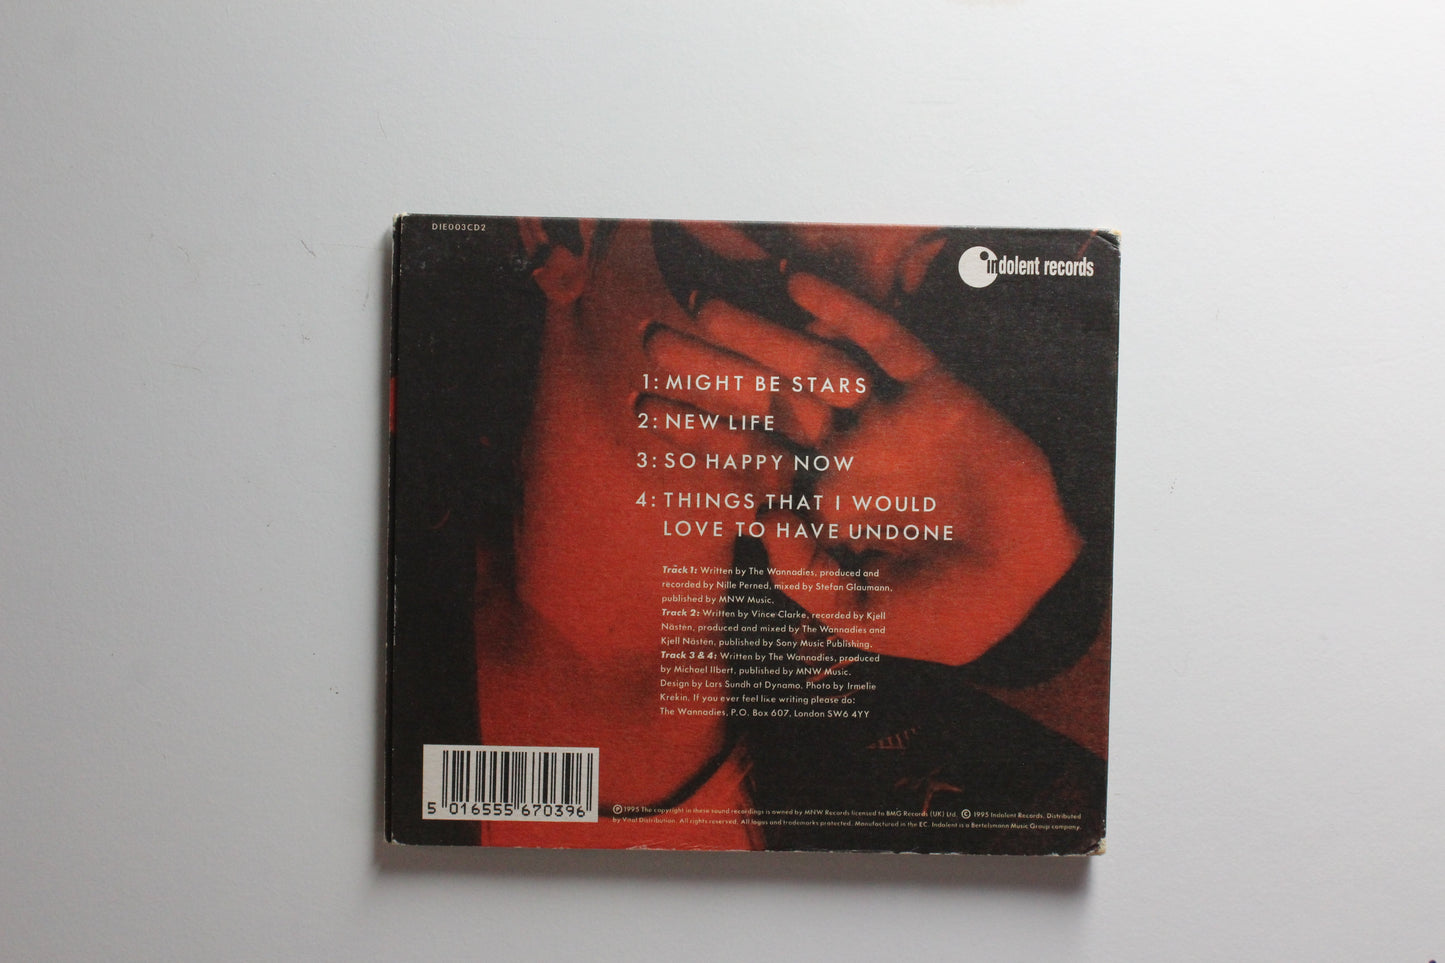 DIE003CD2
indolent records
1: MIGHT BE STARS
2: NEW LIFE
3: SO HAPPY NOW
4: THINGS THAT I WOULD
LOVE TO HAVE UNDONE
Track 1: Written by The Wannadies, produced and
recorded by Nille Perned, mixed by Stefan Glaumann,
published by MNW Music.
Track 2: Written by Vince Clarke, recorded by Kjell
Nästén, produced and mixed by The Wannadies and
Kjell Nästén, published by Sony Music Publishing.
Track 3 & 4: Written by The Wannadies, produced
by Michael Ilbert, published by MNW Music.
Design by Lars Sundh at Dynamo. Photo by Irmelie
Krekin. If you ever feel like writing please do:
The Wannadies, P.O. Box 607, London SW6 4YY
5 016555 670396
Ⓟ 1995 The copyright in these sound recordings is owned by MNW Records licensed to BMG Records (UK) Ltd. © 1995 Indolent Records. Distributed
by Vital Distribution. All rights reserved. All logos and trademarks protected. Manufactured in the EC. Indolent is a Bertelsmann Music Group company.